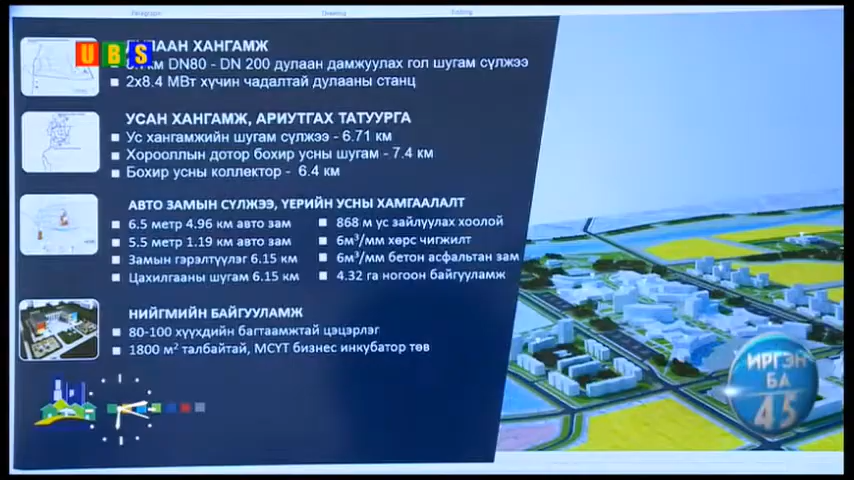 UBS
ХАНГАМЖ
км DN80 - DN 200 дулаан дамжуулах гол шугам сүлжээ
2x8.4 МВт хүчин чадалтай дулааны станц
УСАН ХАНГАМЖ, АРИУТГАХ ТАТУУРГА
Ус хангамжийн шугам сүлжээ - 6.71 км
Хорооллын дотор бохир усны шугам - 7.4 км
Бохир усны коллектор - 6.4 км
АВТО ЗАМЫН СҮЛЖЭЭ, ҮЕРИЙН УСНЫ ХАМГААЛАЛТ
6.5 метр 4.96 км авто зам
5.5 метр 1.19 км авто зам
Замын гэрэлтүүлэг 6.15 км
Цахилгааны шугам 6.15 км
868 м ус зайлуулах хоолой
6м³/мм хөрс чигжилт
6м³/мм бетон асфальтан зам
4.32 га ногоон байгууламж
НИЙГМИЙН БАЙГУУЛАМЖ
80-100 хүүхдийн багтаамжтай цэцэрлэг
1800 м² талбайтай, МСҮТ бизнес инкубатор төв
ИРГЭН
БА
45